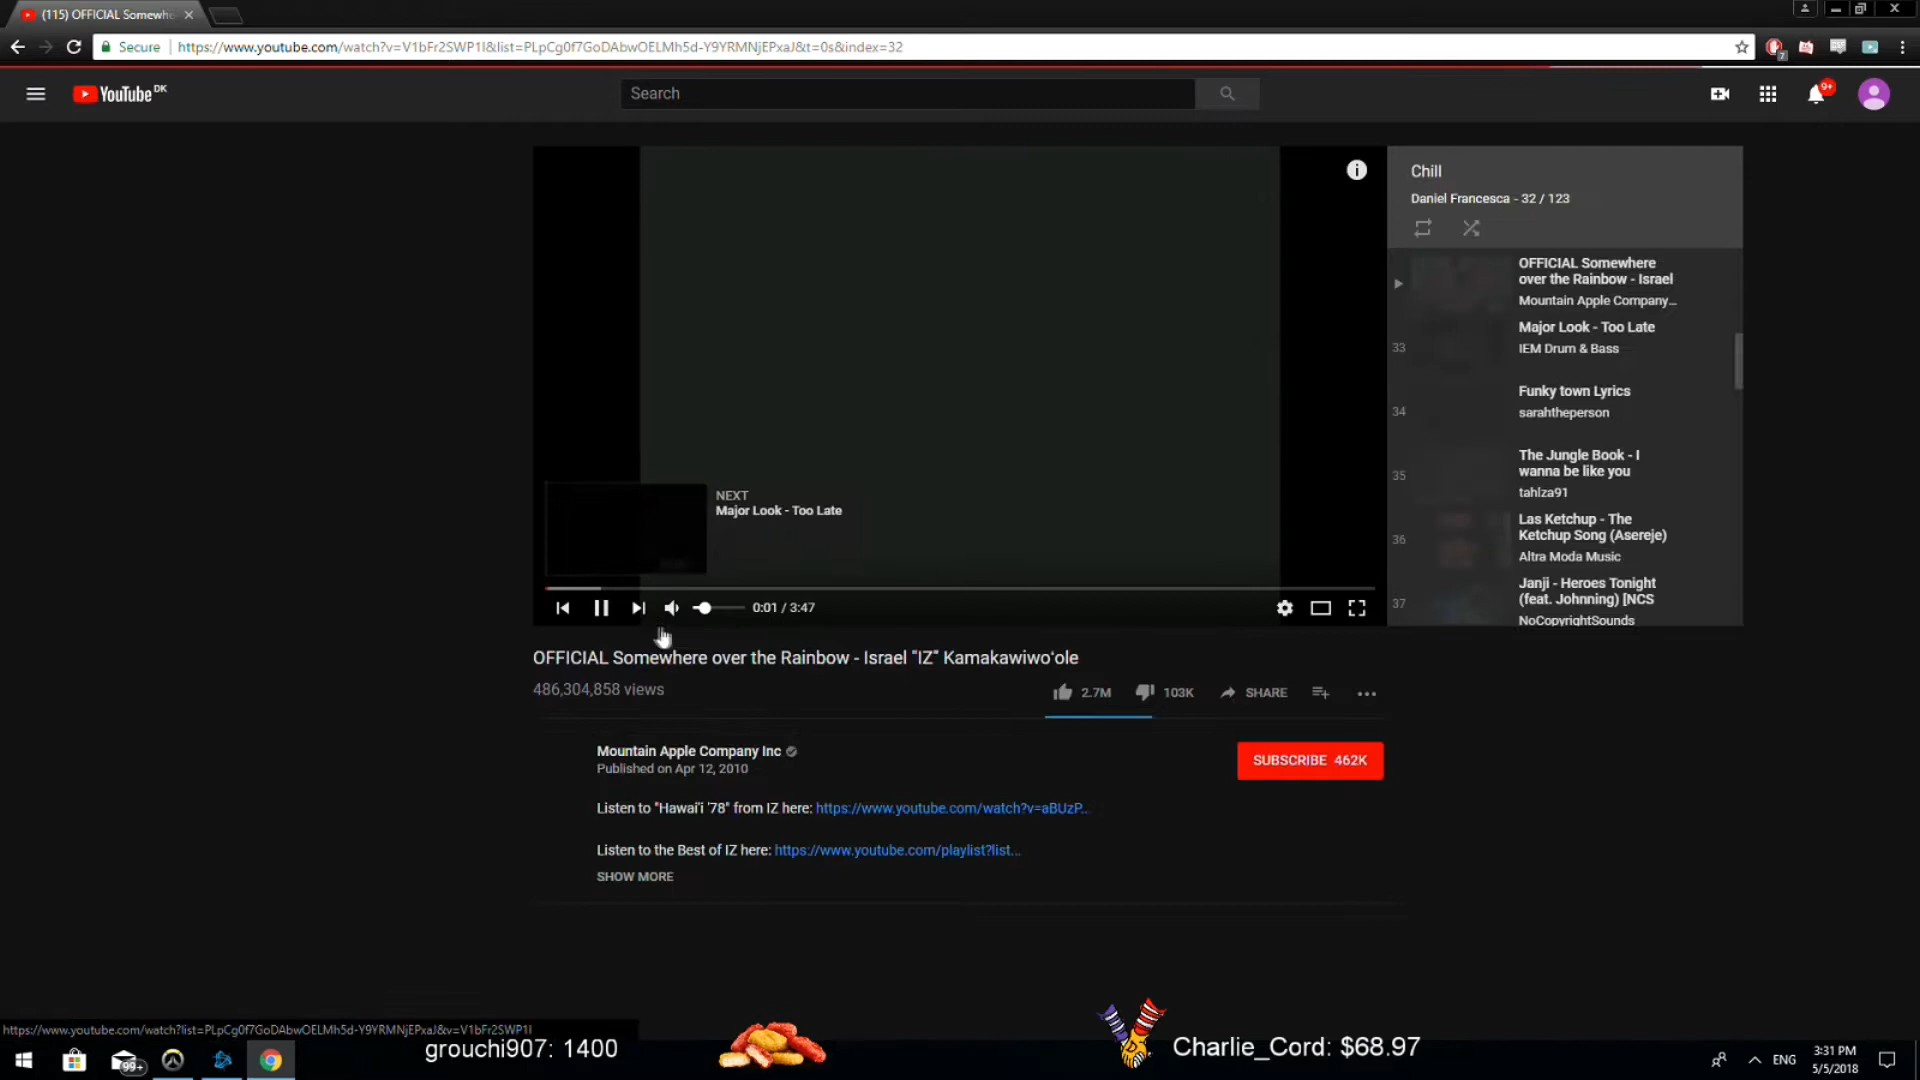 (115) OFFICIAL Somewh
Secure
https://www.youtube.com/watch?v=V1bFr2SWP1I&list=PLpCg0f7GoDAbwOELMh5d-Y9YRMNjEPxaJ&t=0s&index=32
7
YouTube DK
Search
9+
Chill
Daniel Francesca - 32 / 123
OFFICIAL Somewhere
over the Rainbow - Israel
Mountain Apple Company...
33
Major Look - Too Late
IEM Drum & Bass
34
Funky town Lyrics
sarahtheperson
35
The Jungle Book - I
wanna be like you
tahlza91
36
Las Ketchup - The
Ketchup Song (Asereje)
Altra Moda Music
37
Janji - Heroes Tonight
(feat. Johnning) [NCS
NoCopyrightSounds
NEXT
Major Look - Too Late
0:01 / 3:47
OFFICIAL Somewhere over the Rainbow - Israel "IZ" Kamakawiwoʻole
486,304,858 views
2.7M
103K
SHARE
Mountain Apple Company Inc
Published on Apr 12, 2010
SUBSCRIBE 462K
Listen to "Hawaiʻi '78" from IZ here: https://www.youtube.com/watch?v=aBUzP...
Listen to the Best of IZ here: https://www.youtube.com/playlist?list...
SHOW MORE
https://www.youtube.com/watch?list=PLpCg0f7GoDAbwOELMh5d-Y9YRMNjEPxaJ&v=V1bFr2SWP1I
99+
grouchi907: 1400
Charlie_Cord: $68.97
ENG
3:31 PM
5/5/2018